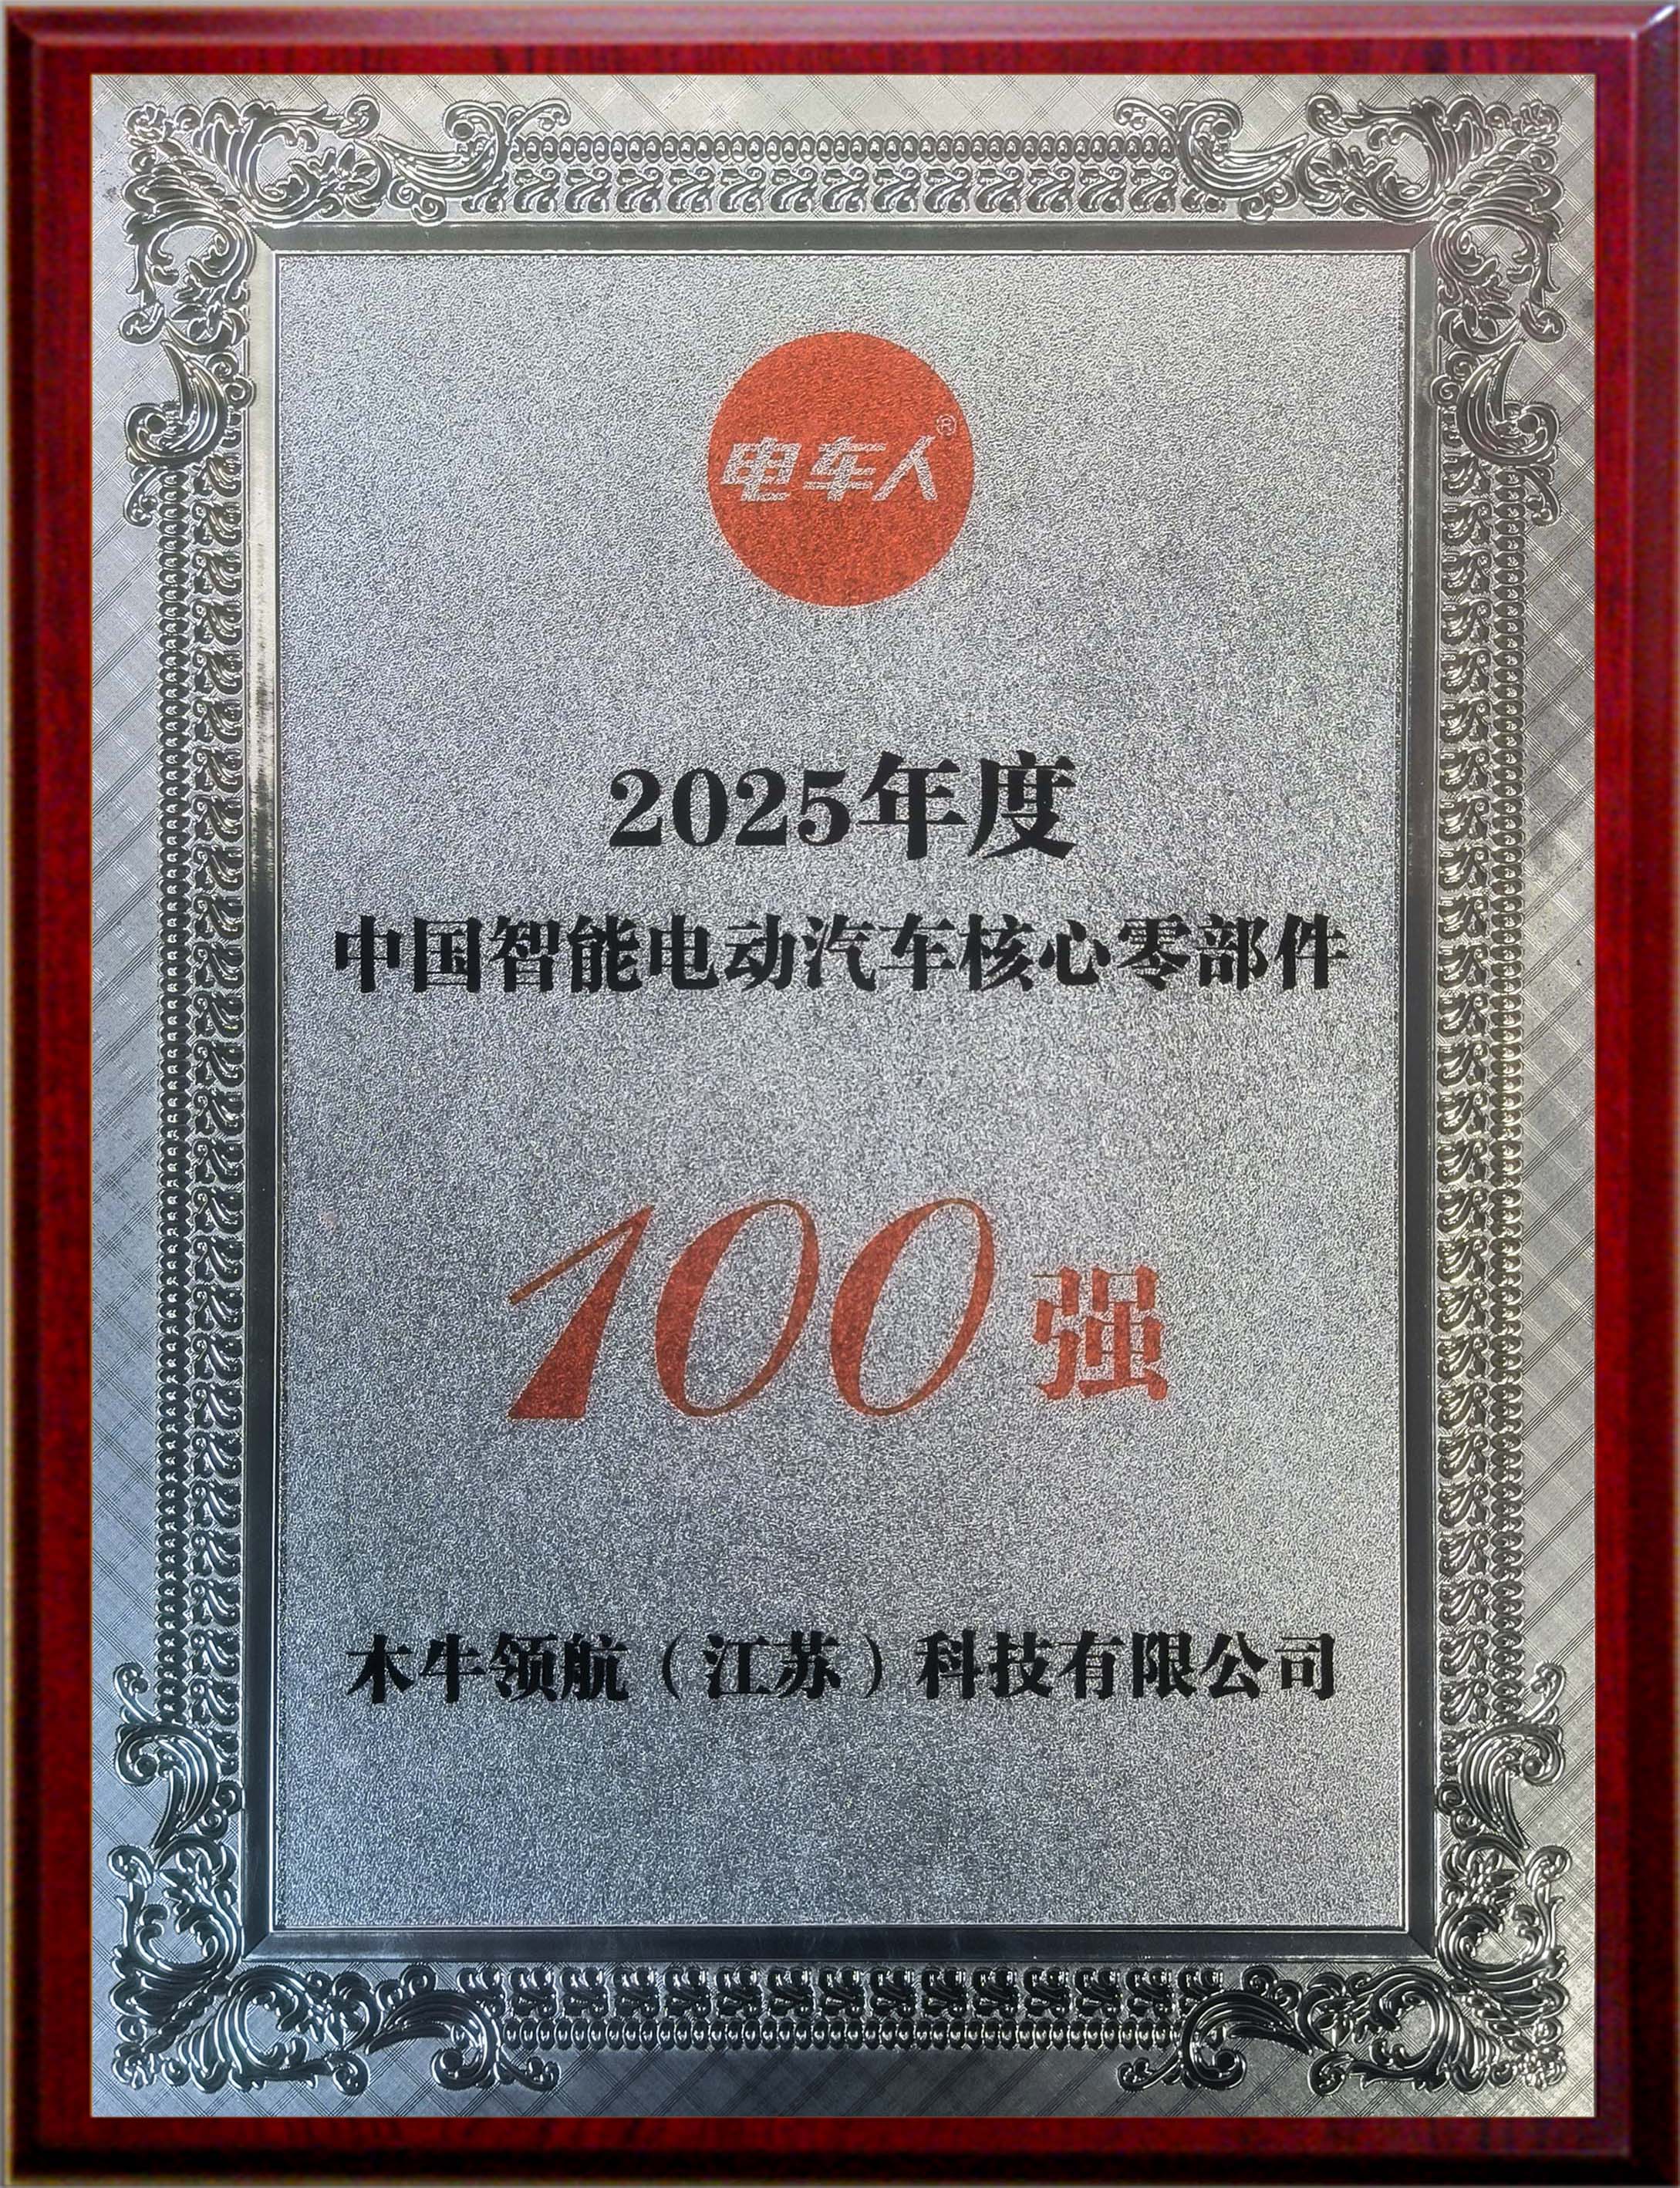 电车人®
2025年度
中国智能电动汽车核心零部件
100强
木牛领航（江苏）科技有限公司